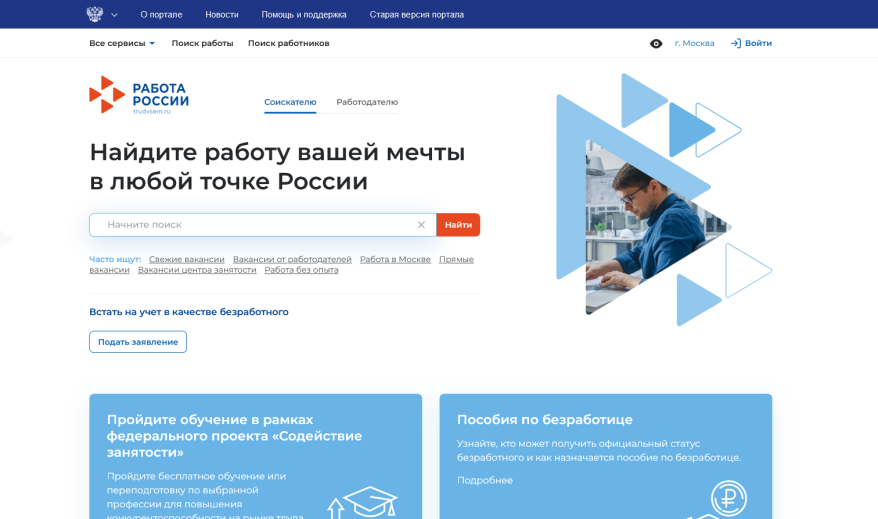 О портале Новости Помощь и поддержка Старая версия портала
Все сервисы Поиск работы Поиск работников г. Москва Войти
РАБОТА
РОССИИ
trudvsem.ru
Соискателю Работодателю
Найдите работу вашей мечты
в любой точке России
Начните поиск
Найти
Часто ищут: Свежие вакансии Вакансии от работодателей Работа в Москве Прямые
вакансии Вакансии центра занятости Работа без опыта
Встать на учет в качестве безработного
Подать заявление
Пройдите обучение в рамках
федерального проекта «Содействие
занятости»
Пройдите бесплатное обучение или
переподготовку по выбранной
профессии для повышения
конкурентоспособности на рынке труда
Пособия по безработице
Узнайте, кто может получить официальный статус
безработного и как назначается пособие по безработице.
Подробнее